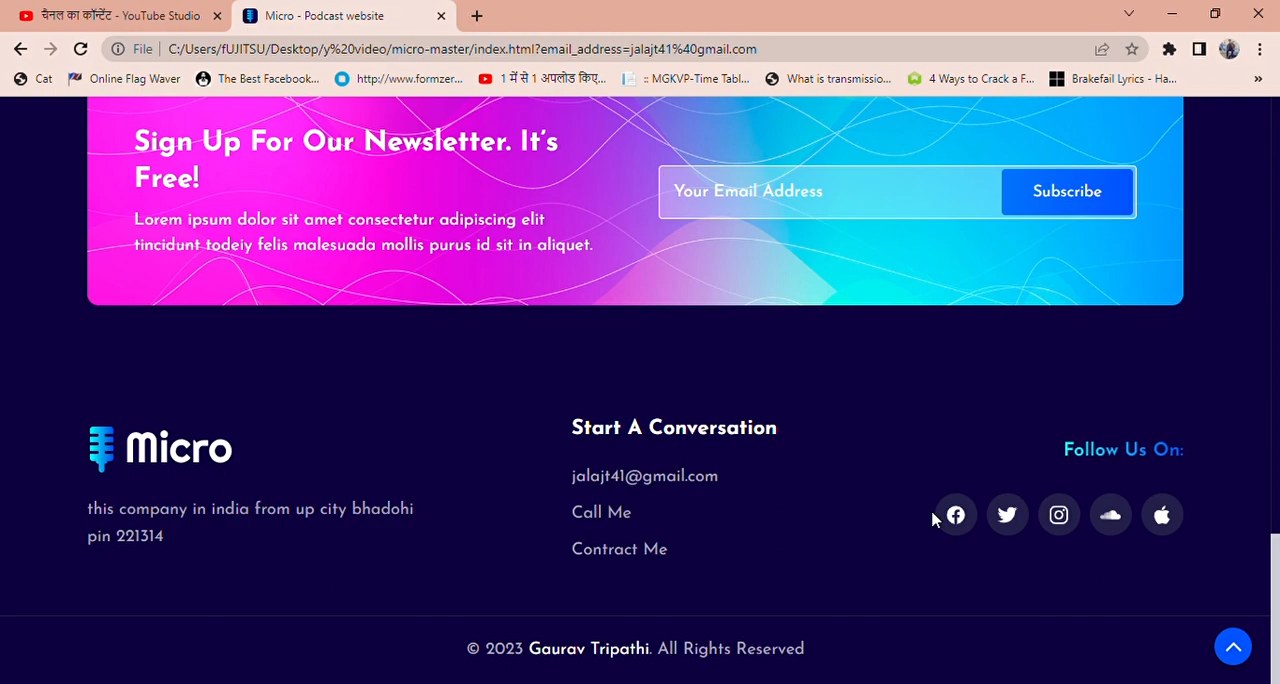 चैनल का कॉन्टेंट - YouTube Studio
Micro - Podcast website
File
C:/Users/fUJITSU/Desktop/y%20video/micro-master/index.html?email_address=jalajt41%40gmail.com
Cat
Online Flag Waver
The Best Facebook...
http://www.formzer...
1 में से 1 अपलोड किए...
:: MGKVP-Time Tabl...
What is transmissio...
4 Ways to Crack a F...
Brakefail Lyrics - Ha...
»
Sign Up For Our Newsletter. It's
Free!
Lorem ipsum dolor sit amet consectetur adipiscing elit
tincidunt todeiy felis malesuada mollis purus id sit in aliquet.
Your Email Address
Subscribe
Micro
this company in india from up city bhadohi
pin 221314
Start A Conversation
jalajt41@gmail.com
Call Me
Contract Me
Follow Us On:
© 2023 Gaurav Tripathi. All Rights Reserved